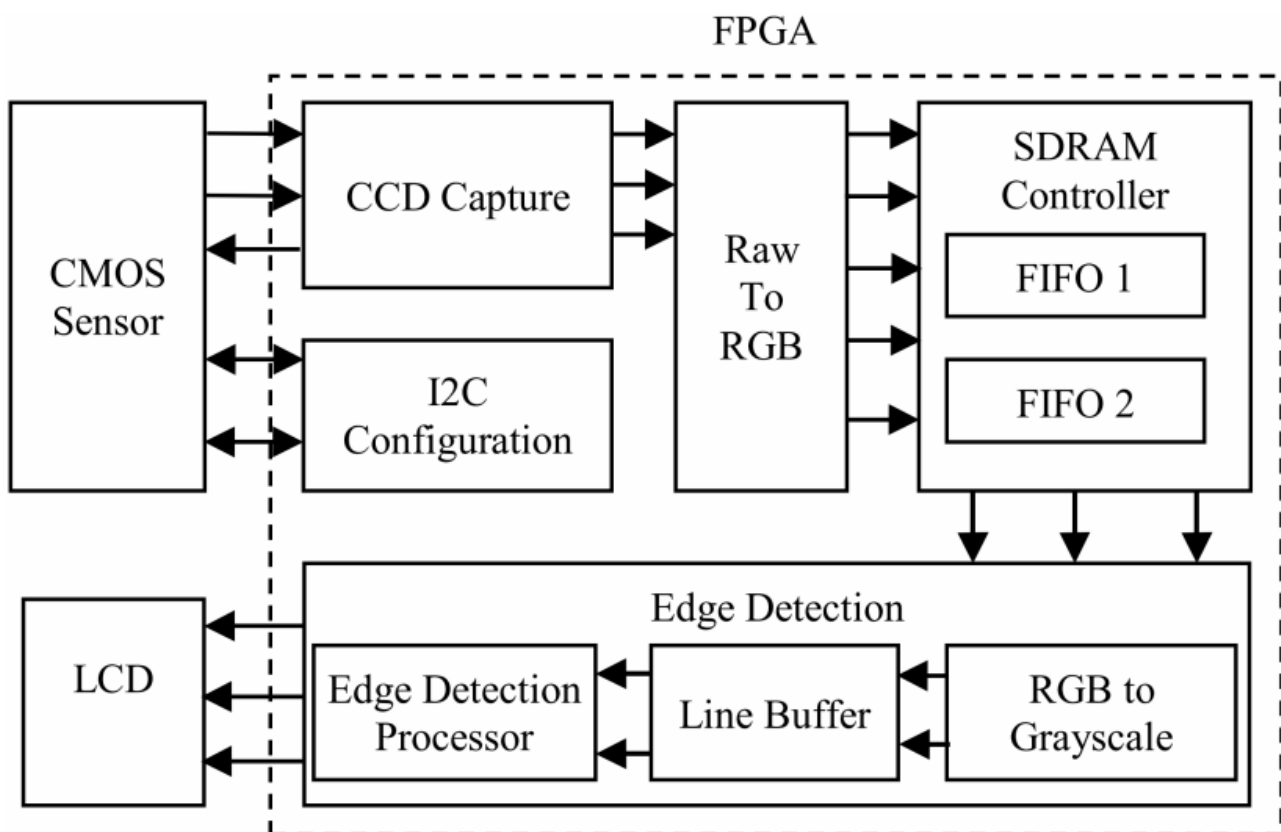 FPGA
CMOS
Sensor
CCD Capture
I2C
Configuration
Raw
To
RGB
SDRAM
Controller
FIFO 1
FIFO 2
LCD
Edge Detection
Edge Detection
Processor
Line Buffer
RGB to
Grayscale